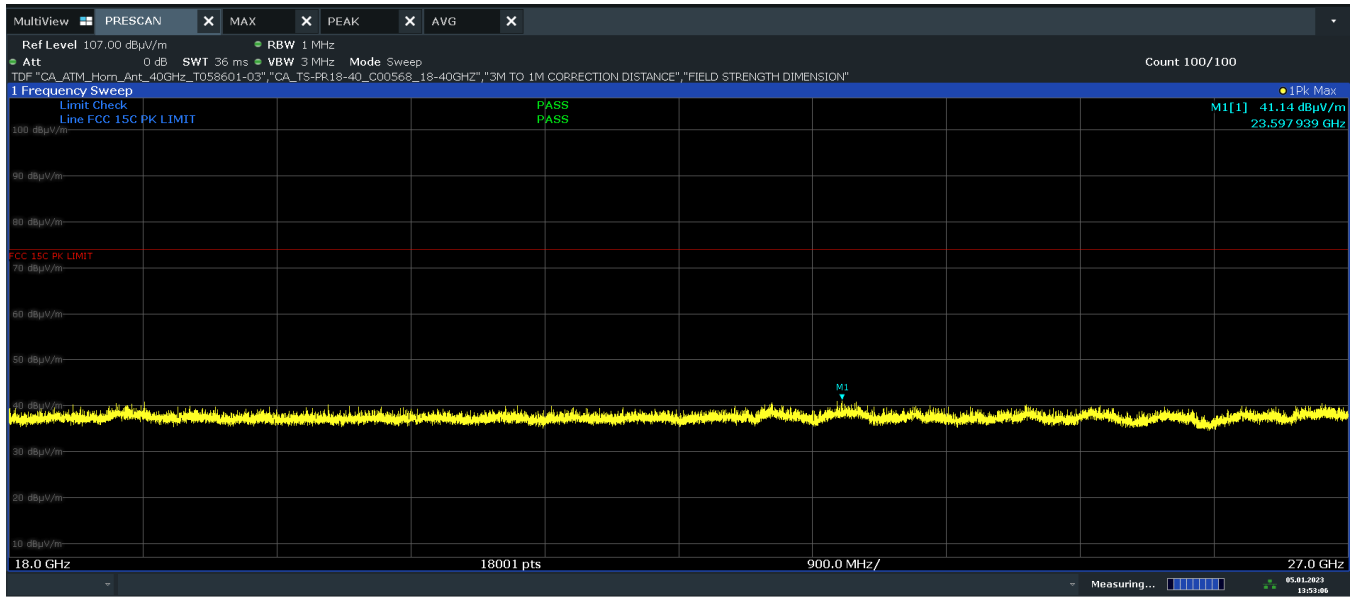 MultiView PRESCAN MAX PEAK AVG
Ref Level 107.00 dBµV/m RBW 1 MHz
Att 0 dB SWT 36 ms VBW 3 MHz Mode Sweep Count 100/100
TDF "CA_ATM_Horn_Ant_40GHz_T058601-03","CA_TS-PR18-40_C00568_18-40GHZ","3M TO 1M CORRECTION DISTANCE","FIELD STRENGTH DIMENSION"
1 Frequency Sweep 1Pk Max
Limit Check PASS M1[1] 41.14 dBµV/m
Line FCC 15C PK LIMIT PASS 23.597 939 GHz
100 dBµV/m
90 dBµV/m
80 dBµV/m
FCC 15C PK LIMIT
70 dBµV/m
60 dBµV/m
50 dBµV/m
M1
40 dBµV/m
30 dBµV/m
20 dBµV/m
10 dBµV/m
18.0 GHz 18001 pts 900.0 MHz/ 27.0 GHz
Measuring... 05.01.2023
13:53:06